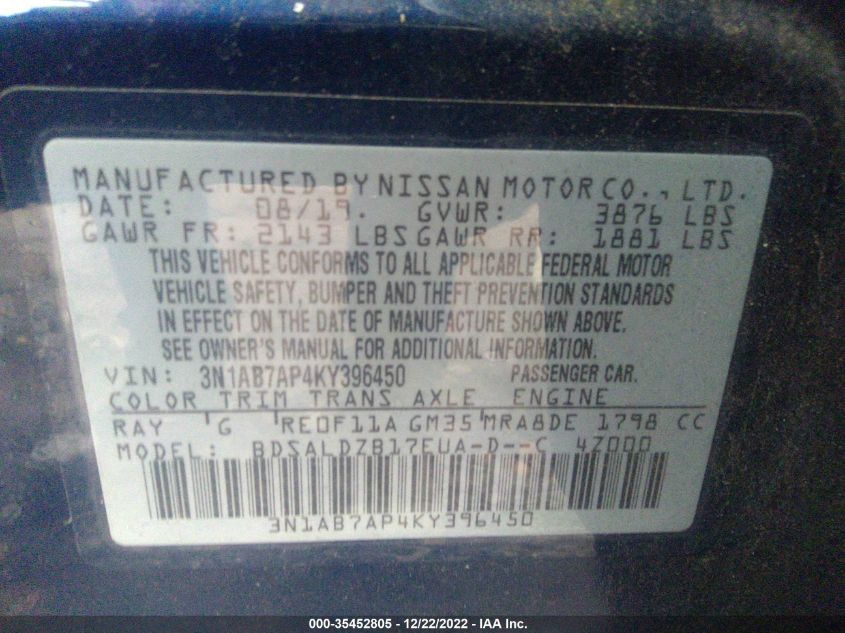 MANUFACTURED BY NISSAN MOTOR CO., LTD.
DATE: 08/19. GVWR: 3876 LBS
GAWR FR: 2143 LBS GAWR RR: 1881 LBS
THIS VEHICLE CONFORMS TO ALL APPLICABLE FEDERAL MOTOR
VEHICLE SAFETY, BUMPER AND THEFT PREVENTION STANDARDS
IN EFFECT ON THE DATE OF MANUFACTURE SHOWN ABOVE.
SEE OWNER'S MANUAL FOR ADDITIONAL INFORMATION.
VIN: 3N1AB7AP4KY396450 PASSENGER CAR.
COLOR TRIM TRANS AXLE ENGINE
RAY G RE0F11A GM35 MRA8DE 1798 CC
MODEL: BDSALDZB17EUA-D--C 4Z000
3N1AB7AP4KY396450
000-35452805 - 12/22/2022 - IAA Inc.